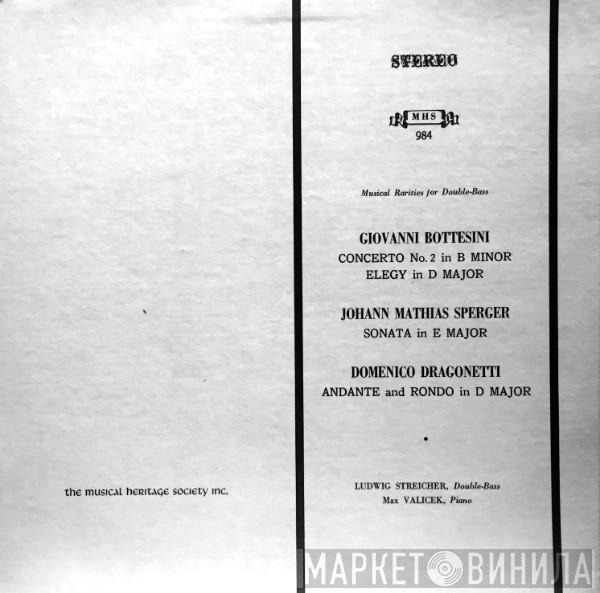 STEREO
MHS
984
Musical Rarities for Double-Bass
GIOVANNI BOTTESINI
CONCERTO No. 2 in B MINOR
ELEGY in D MAJOR
JOHANN MATHIAS SPERGER
SONATA in E MAJOR
DOMENICO DRAGONETTI
ANDANTE and RONDO in D MAJOR
LUDWIG STREICHER, Double-Bass
Max VALICEK, Piano
the musical heritage society inc.
МАРКЕТ ВИНИЛА